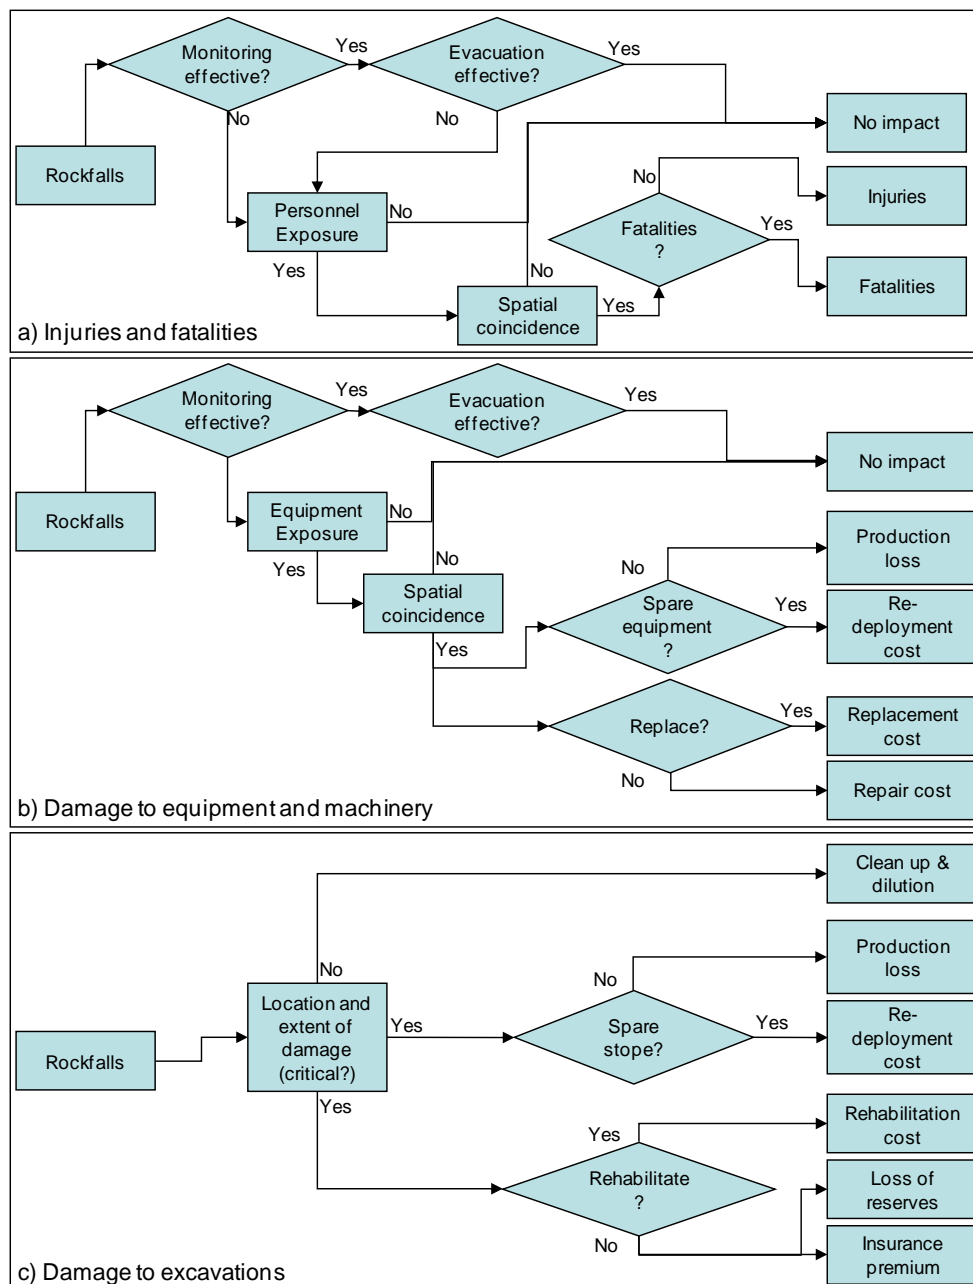 Monitoring
effective?
Yes
Evacuation
effective?
Yes
No impact
No
No
Rockfalls
Personnel
Exposure
No
No
Injuries
Fatalities
?
Yes
Yes
No
Fatalities
Spatial
coincidence
Yes
a) Injuries and fatalities
Monitoring
effective?
Yes
Evacuation
effective?
Yes
No impact
Rockfalls
Equipment
Exposure
No
Yes
No
Production
loss
Spatial
coincidence
No
Spare
equipment
?
Yes
Re-
deployment
cost
Yes
Replace?
Yes
Replacement
cost
No
Repair cost
b) Damage to equipment and machinery
Clean up &
dilution
No
Production
loss
No
Rockfalls
Location and
extent of
damage
(critical?)
Yes
Spare
stope?
Yes
Re-
deployment
cost
Yes
Yes
Rehabilitation
cost
Rehabilitate
?
Loss of
reserves
No
Insurance
premium
c) Damage to excavations